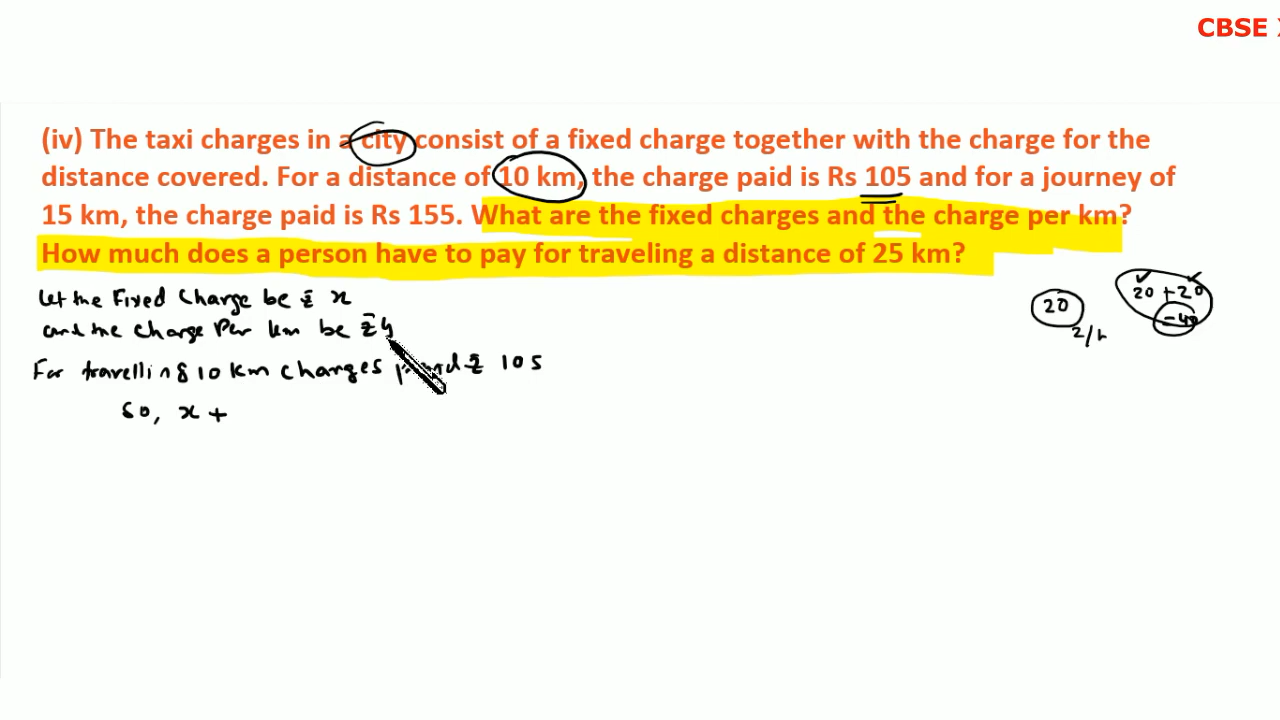 CBSE
(iv) The taxi charges in a city consist of a fixed charge together with the charge for the
distance covered. For a distance of 10 km, the charge paid is Rs 105 and for a journey of
15 km, the charge paid is Rs 155. What are the fixed charges and the charge per km?
How much does a person have to pay for traveling a distance of 25 km?
Let the Fixed Charge be ₹ x
and the charge Per km be ₹ y
20
20 + 20
- 40
For travelling 10 km charges ₹ 105
So, x +